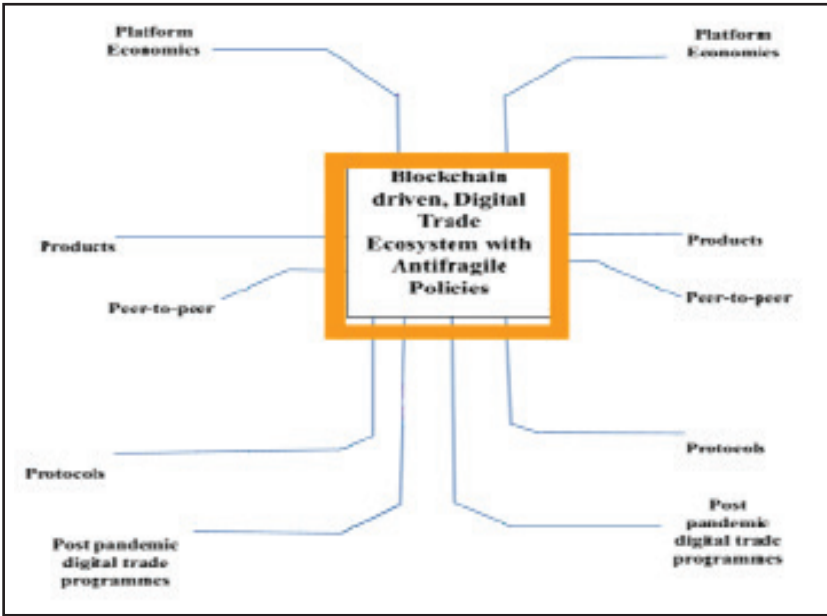 Platform
Economics
Platform
Economics
Blockchain
driven, Digital
Trade
Ecosystem with
Antifragile
Policies
Products
Peer-to-peer
Products
Peer-to-peer
Protocols
Post pandemic
digital trade
programmes
Protocols
Post
pandemic
digital trade
programmes